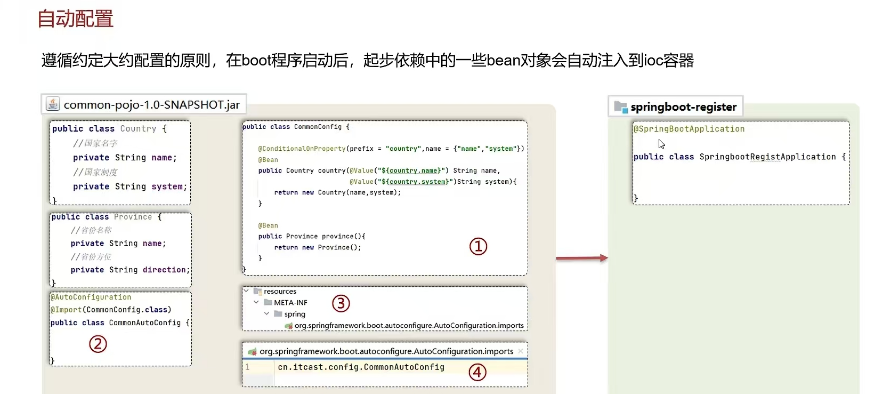 自动配置
遵循约定大约配置的原则，在boot程序启动后，起步依赖中的一些bean对象会自动注入到ioc容器
common-pojo-1.0-SNAPSHOT.jar
public class Country {
//国家名字
private String name;
//国家制度
private String system;
}
public class Province {
//省份名称
private String name;
//省份方位
private String direction;
}
@AutoConfiguration
@Import(CommonConfig.class)
public class CommonAutoConfig {
②
}
public class CommonConfig {
@ConditionalOnProperty(prefix = "country",name = {"name","system"})
@Bean
public Country country(@Value("${country.name}") String name,
@Value("${country.system}")String system){
return new Country(name,system);
}
@Bean
public Province province(){
return new Province();
}
①
}
resources
META-INF
③
spring
org.springframework.boot.autoconfigure.AutoConfiguration.imports
org.springframework.boot.autoconfigure.AutoConfiguration.imports ×
1 cn.itcast.config.CommonAutoConfig
④
springboot-register
@SpringBootApplication
public class SpringbootRegistApplication {
}